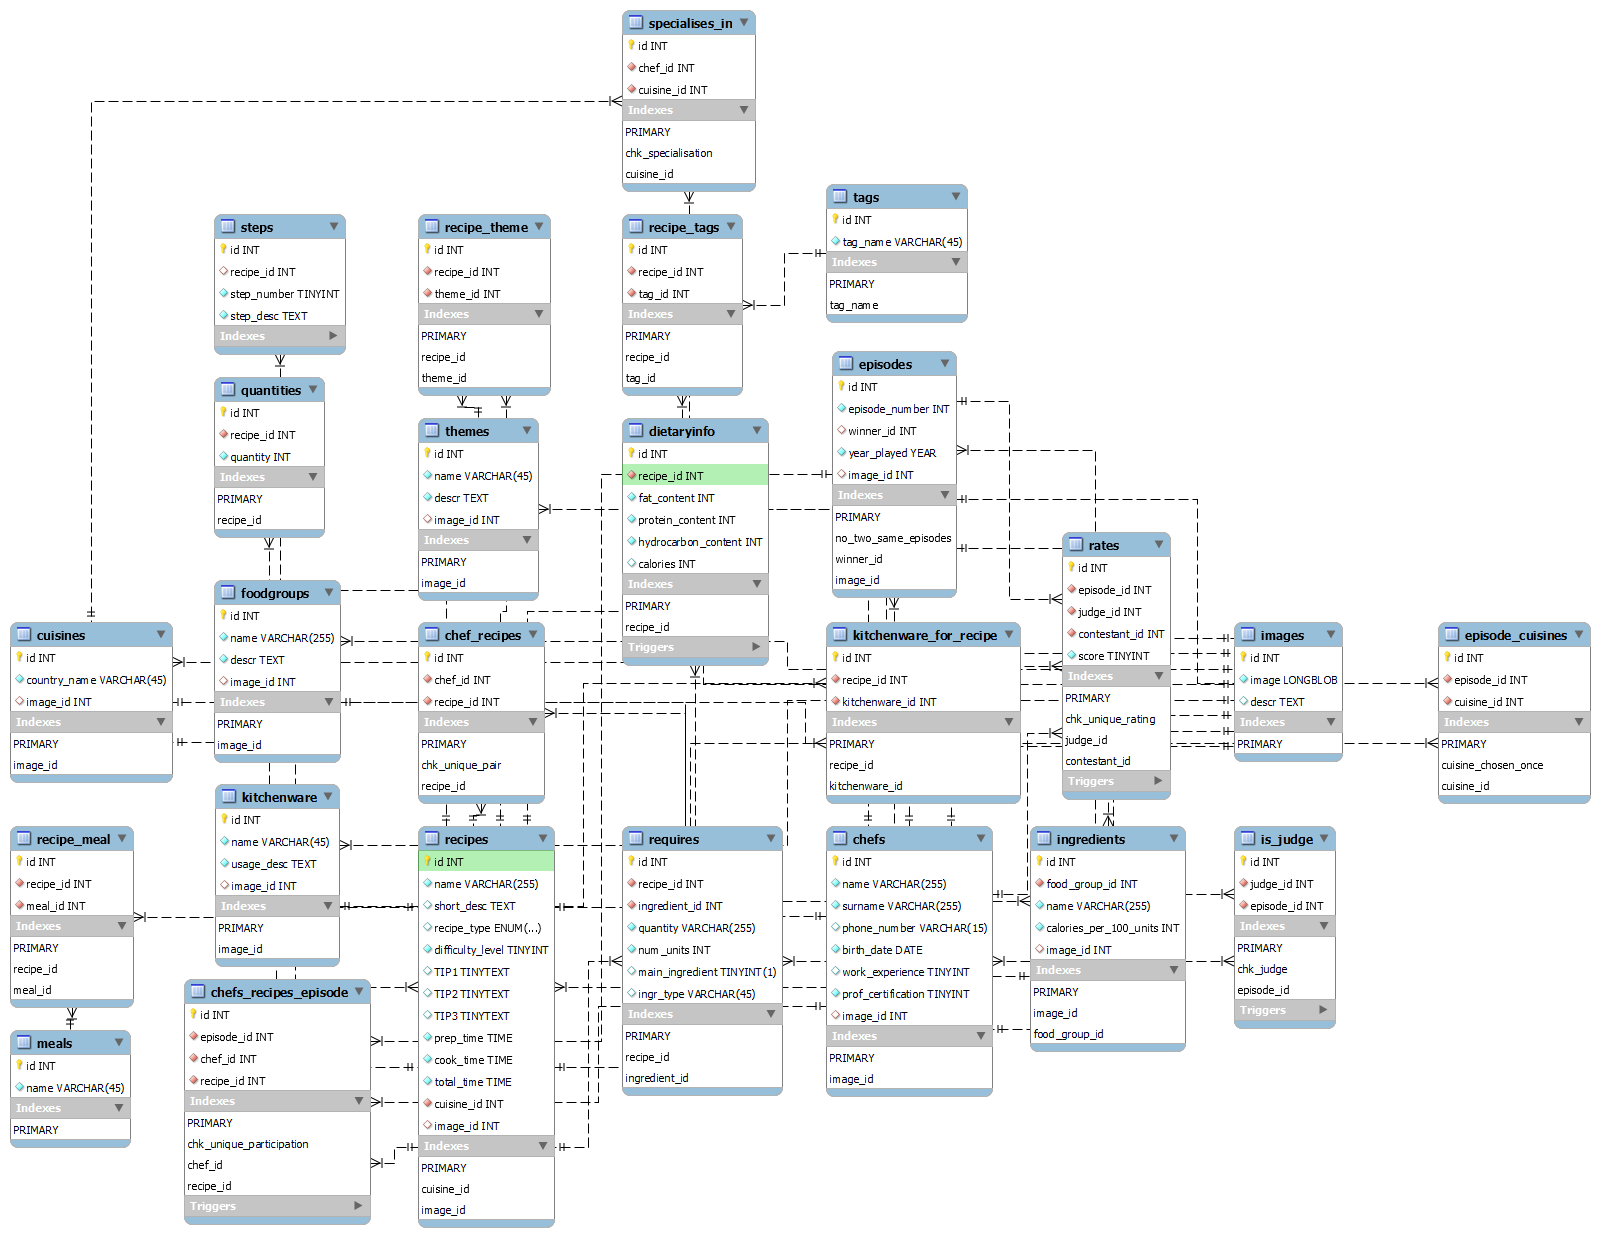 specialises_in
id INT
chef_id INT
cuisine_id INT
Indexes
PRIMARY
chk_specialisation
cuisine_id
tags
id INT
tag_name VARCHAR(45)
Indexes
PRIMARY
tag_name
steps
id INT
recipe_id INT
step_number TINYINT
step_desc TEXT
Indexes
recipe_theme
id INT
recipe_id INT
theme_id INT
Indexes
PRIMARY
recipe_id
theme_id
recipe_tags
id INT
recipe_id INT
tag_id INT
Indexes
PRIMARY
recipe_id
tag_id
episodes
id INT
episode_number INT
winner_id INT
year_played YEAR
image_id INT
Indexes
PRIMARY
no_two_same_episodes
winner_id
image_id
quantities
id INT
recipe_id INT
quantity INT
Indexes
PRIMARY
recipe_id
themes
id INT
name VARCHAR(45)
descr TEXT
image_id INT
Indexes
PRIMARY
image_id
dietaryinfo
id INT
recipe_id INT
fat_content INT
protein_content INT
hydrocarbon_content INT
calories INT
Indexes
PRIMARY
recipe_id
Triggers
rates
id INT
episode_id INT
judge_id INT
contestant_id INT
score TINYINT
Indexes
PRIMARY
chk_unique_rating
judge_id
contestant_id
Triggers
foodgroups
id INT
name VARCHAR(255)
descr TEXT
image_id INT
Indexes
PRIMARY
image_id
cuisines
id INT
country_name VARCHAR(45)
image_id INT
Indexes
PRIMARY
image_id
chef_recipes
id INT
chef_id INT
recipe_id INT
Indexes
PRIMARY
chk_unique_pair
recipe_id
kitchenware_for_recipe
id INT
recipe_id INT
kitchenware_id INT
Indexes
PRIMARY
recipe_id
kitchenware_id
images
id INT
image LONGBLOB
descr TEXT
Indexes
PRIMARY
episode_cuisines
id INT
episode_id INT
cuisine_id INT
Indexes
PRIMARY
cuisine_chosen_once
cuisine_id
kitchenware
id INT
name VARCHAR(45)
usage_desc TEXT
image_id INT
Indexes
PRIMARY
image_id
recipe_meal
id INT
recipe_id INT
meal_id INT
Indexes
PRIMARY
recipe_id
meal_id
recipes
id INT
name VARCHAR(255)
short_desc TEXT
recipe_type ENUM(...)
difficulty_level TINYINT
TIP1 TINYTEXT
TIP2 TINYTEXT
TIP3 TINYTEXT
prep_time TIME
cook_time TIME
total_time TIME
cuisine_id INT
image_id INT
Indexes
PRIMARY
cuisine_id
image_id
requires
id INT
recipe_id INT
ingredient_id INT
quantity VARCHAR(255)
num_units INT
main_ingredient TINYINT(1)
ingr_type VARCHAR(45)
Indexes
PRIMARY
recipe_id
ingredient_id
chefs
id INT
name VARCHAR(255)
surname VARCHAR(255)
phone_number VARCHAR(15)
birth_date DATE
work_experience TINYINT
prof_certification TINYINT
image_id INT
Indexes
PRIMARY
image_id
ingredients
id INT
food_group_id INT
name VARCHAR(255)
calories_per_100_units INT
image_id INT
Indexes
PRIMARY
image_id
food_group_id
is_judge
id INT
judge_id INT
episode_id INT
Indexes
PRIMARY
chk_judge
episode_id
Triggers
chefs_recipes_episode
id INT
episode_id INT
chef_id INT
recipe_id INT
Indexes
PRIMARY
chk_unique_participation
chef_id
recipe_id
Triggers
meals
id INT
name VARCHAR(45)
Indexes
PRIMARY